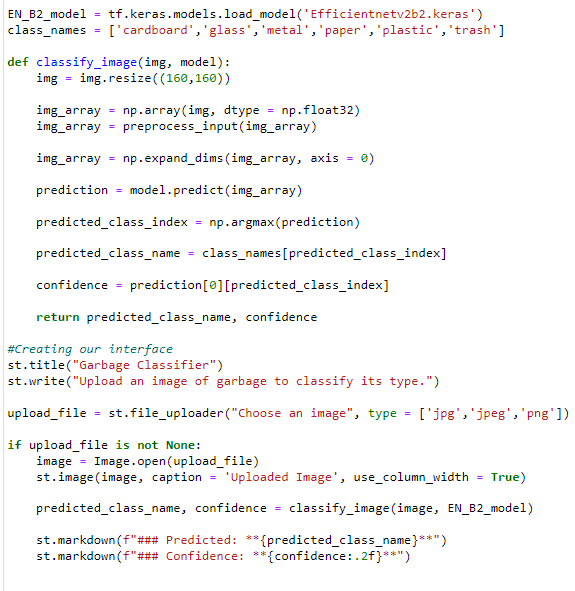 EN_B2_model = tf.keras.models.load_model('Efficientnetv2b2.keras')
class_names = ['cardboard','glass','metal','paper','plastic','trash']
def classify_image(img, model):
    img = img.resize((160,160))
    img_array = np.array(img, dtype = np.float32)
    img_array = preprocess_input(img_array)
    img_array = np.expand_dims(img_array, axis = 0)
    prediction = model.predict(img_array)
    predicted_class_index = np.argmax(prediction)
    predicted_class_name = class_names[predicted_class_index]
    confidence = prediction[0][predicted_class_index]
    return predicted_class_name, confidence
#Creating our interface
st.title("Garbage Classifier")
st.write("Upload an image of garbage to classify its type.")
upload_file = st.file_uploader("Choose an image", type = ['jpg','jpeg','png'])
if upload_file is not None:
    image = Image.open(upload_file)
    st.image(image, caption = 'Uploaded Image', use_column_width = True)
    predicted_class_name, confidence = classify_image(image, EN_B2_model)
    st.markdown(f"### Predicted: **{predicted_class_name}**")
    st.markdown(f"### Confidence: **{confidence:.2f}**")